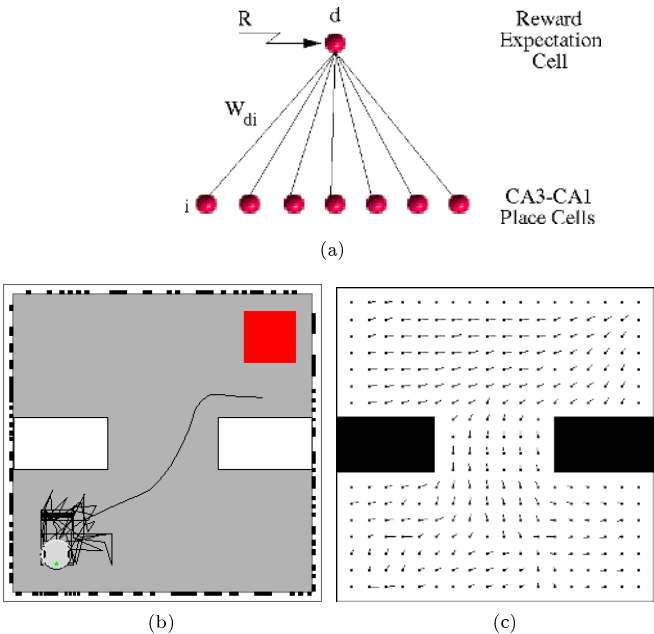 R
d
Reward
Expectation
Cell
W_di
i
CA3-CA1
Place Cells
(a)
(b)
(c)